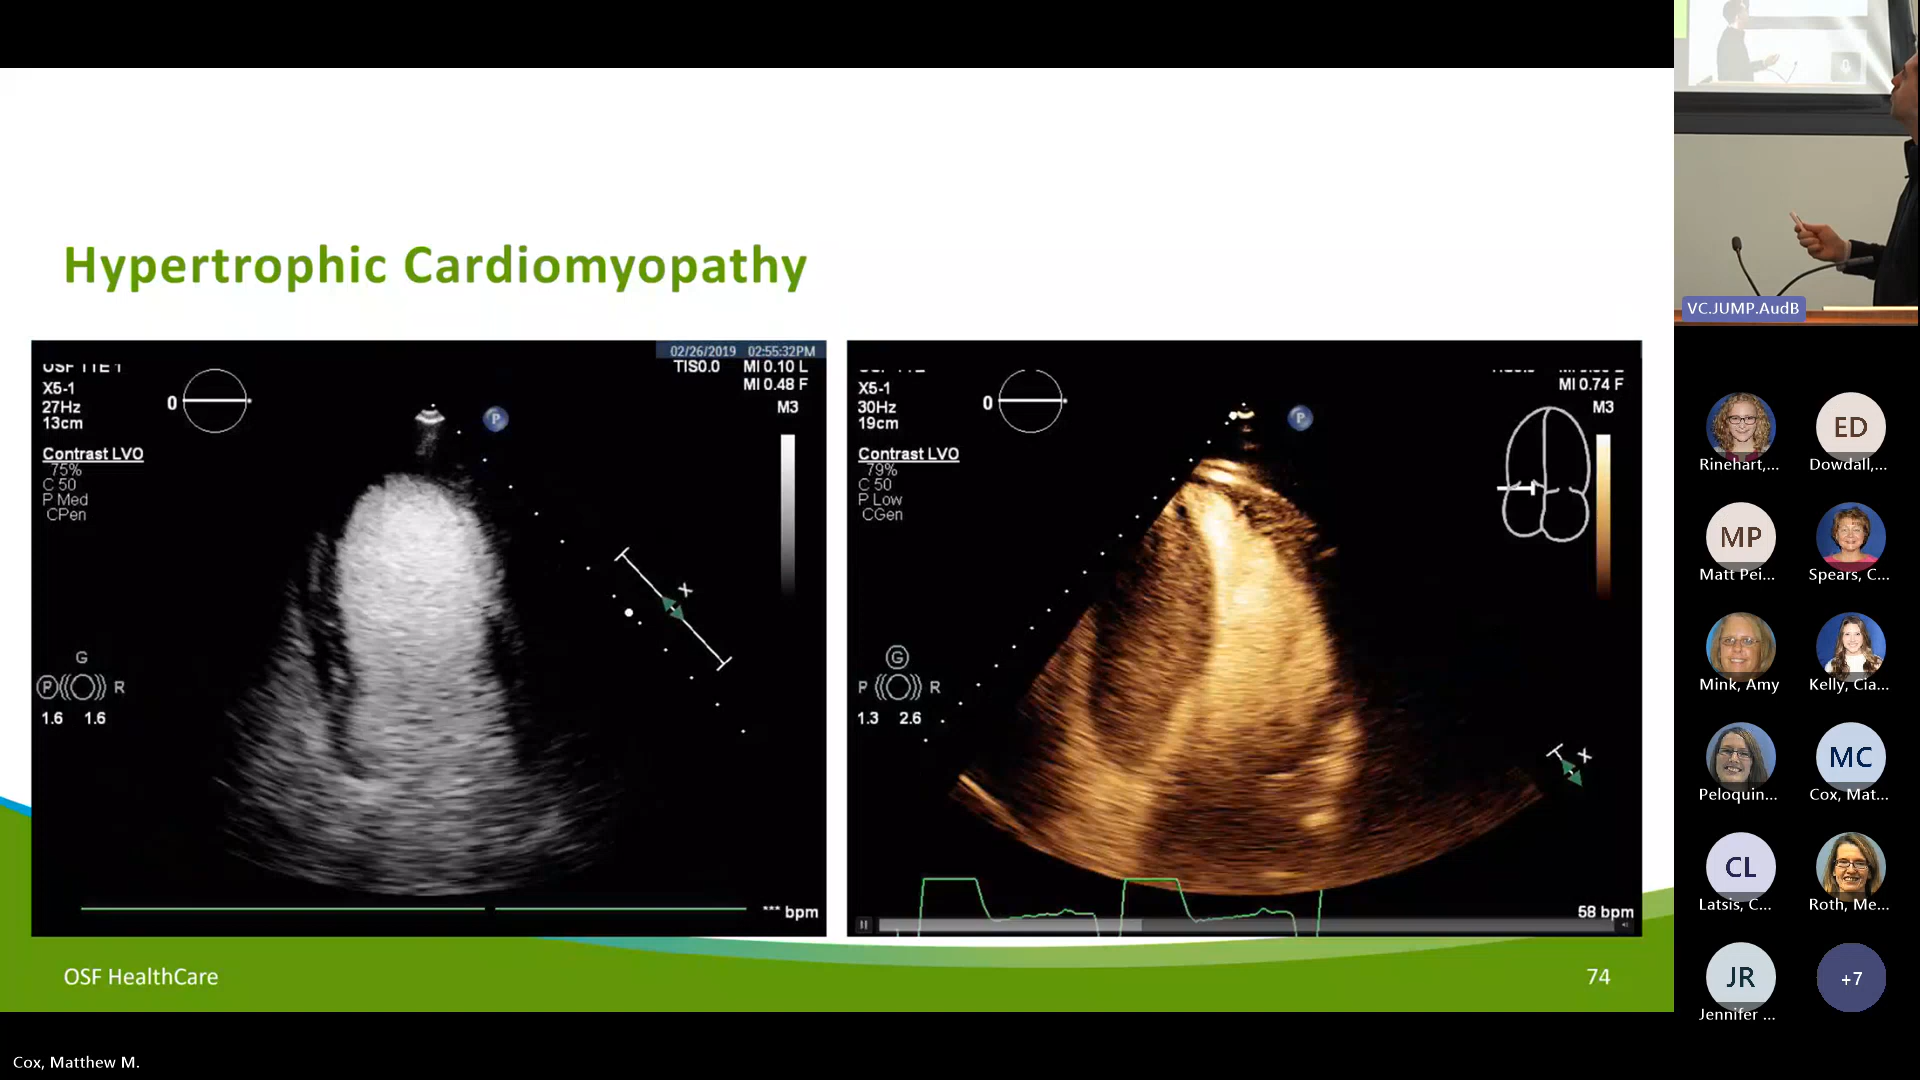 Hypertrophic Cardiomyopathy
02/26/2019 02:55:32PM
TIS0.0 MI 0.10 L
MI 0.48 F
M3
X5-1
27Hz
13cm
0
P
Contrast LVO
75%
C 50
P Med
CPen
X
G
P R
1.6 1.6
*** bpm
X5-1
30Hz
19cm
0
P
MI 0.74 F
M3
Contrast LVO
79%
C 50
P Low
CGen
X
G
P R
1.3 2.6
58 bpm
OSF HealthCare
74
Cox, Matthew M.
VC.JUMP.AudB
Rinehart,...
ED
Dowdall,...
MP
Matt Pei...
Spears, C...
Mink, Amy
Kelly, Cia...
Peloquin...
MC
Cox, Mat...
CL
Latsis, C...
Roth, Me...
JR
Jennifer ...
+7